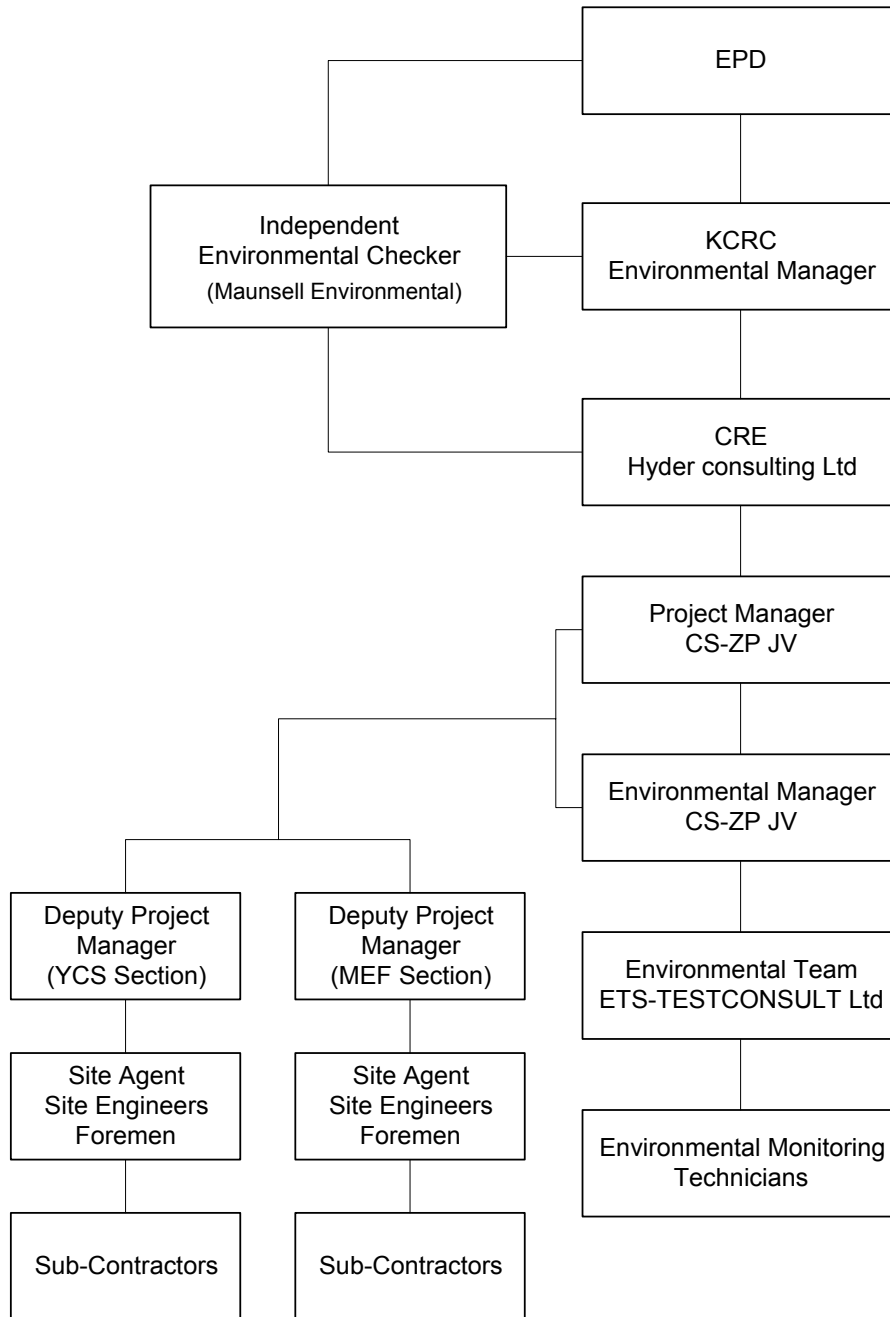 EPD
Independent
Environmental Checker
(Maunsell Environmental)
KCRC
Environmental Manager
CRE
Hyder consulting Ltd
Project Manager
CS-ZP JV
Environmental Manager
CS-ZP JV
Deputy Project
Manager
(YCS Section)
Deputy Project
Manager
(MEF Section)
Environmental Team
ETS-TESTCONSULT Ltd
Site Agent
Site Engineers
Foremen
Site Agent
Site Engineers
Foremen
Environmental Monitoring
Technicians
Sub-Contractors
Sub-Contractors